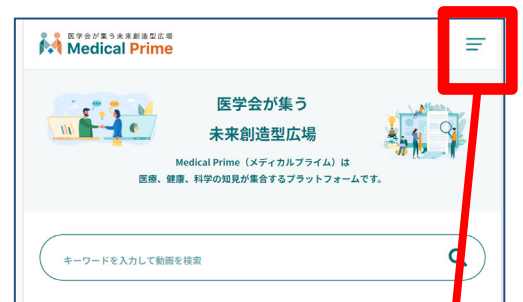 医学会が集う未来創造型広場
Medical Prime
医学会が集う
未来創造型広場
Medical Prime（メディカルプライム）は
医療、健康、科学の知見が集合するプラットフォームです。
キーワードを入力して動画を検索